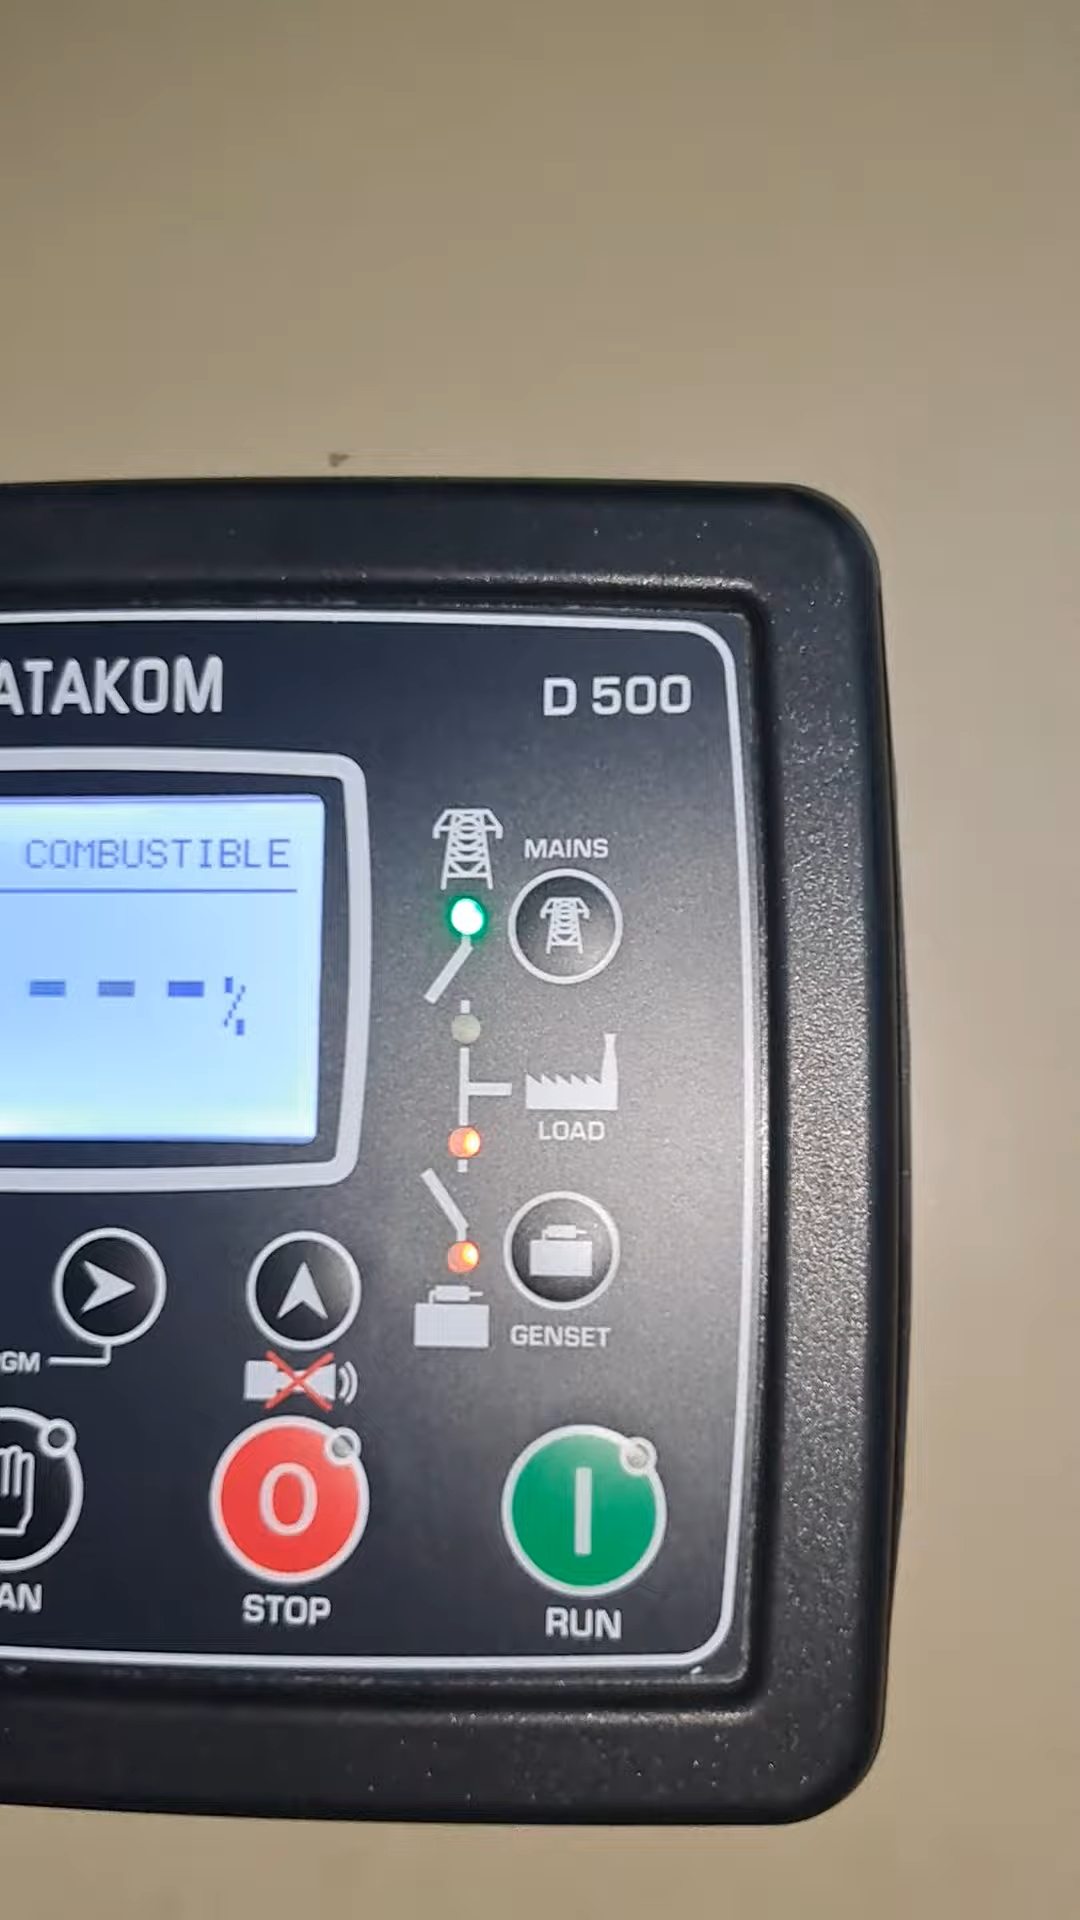 ATAKOM
D 500
COMBUSTIBLE
---%
MAINS
LOAD
GENSET
GM
AN
O
STOP
I
RUN